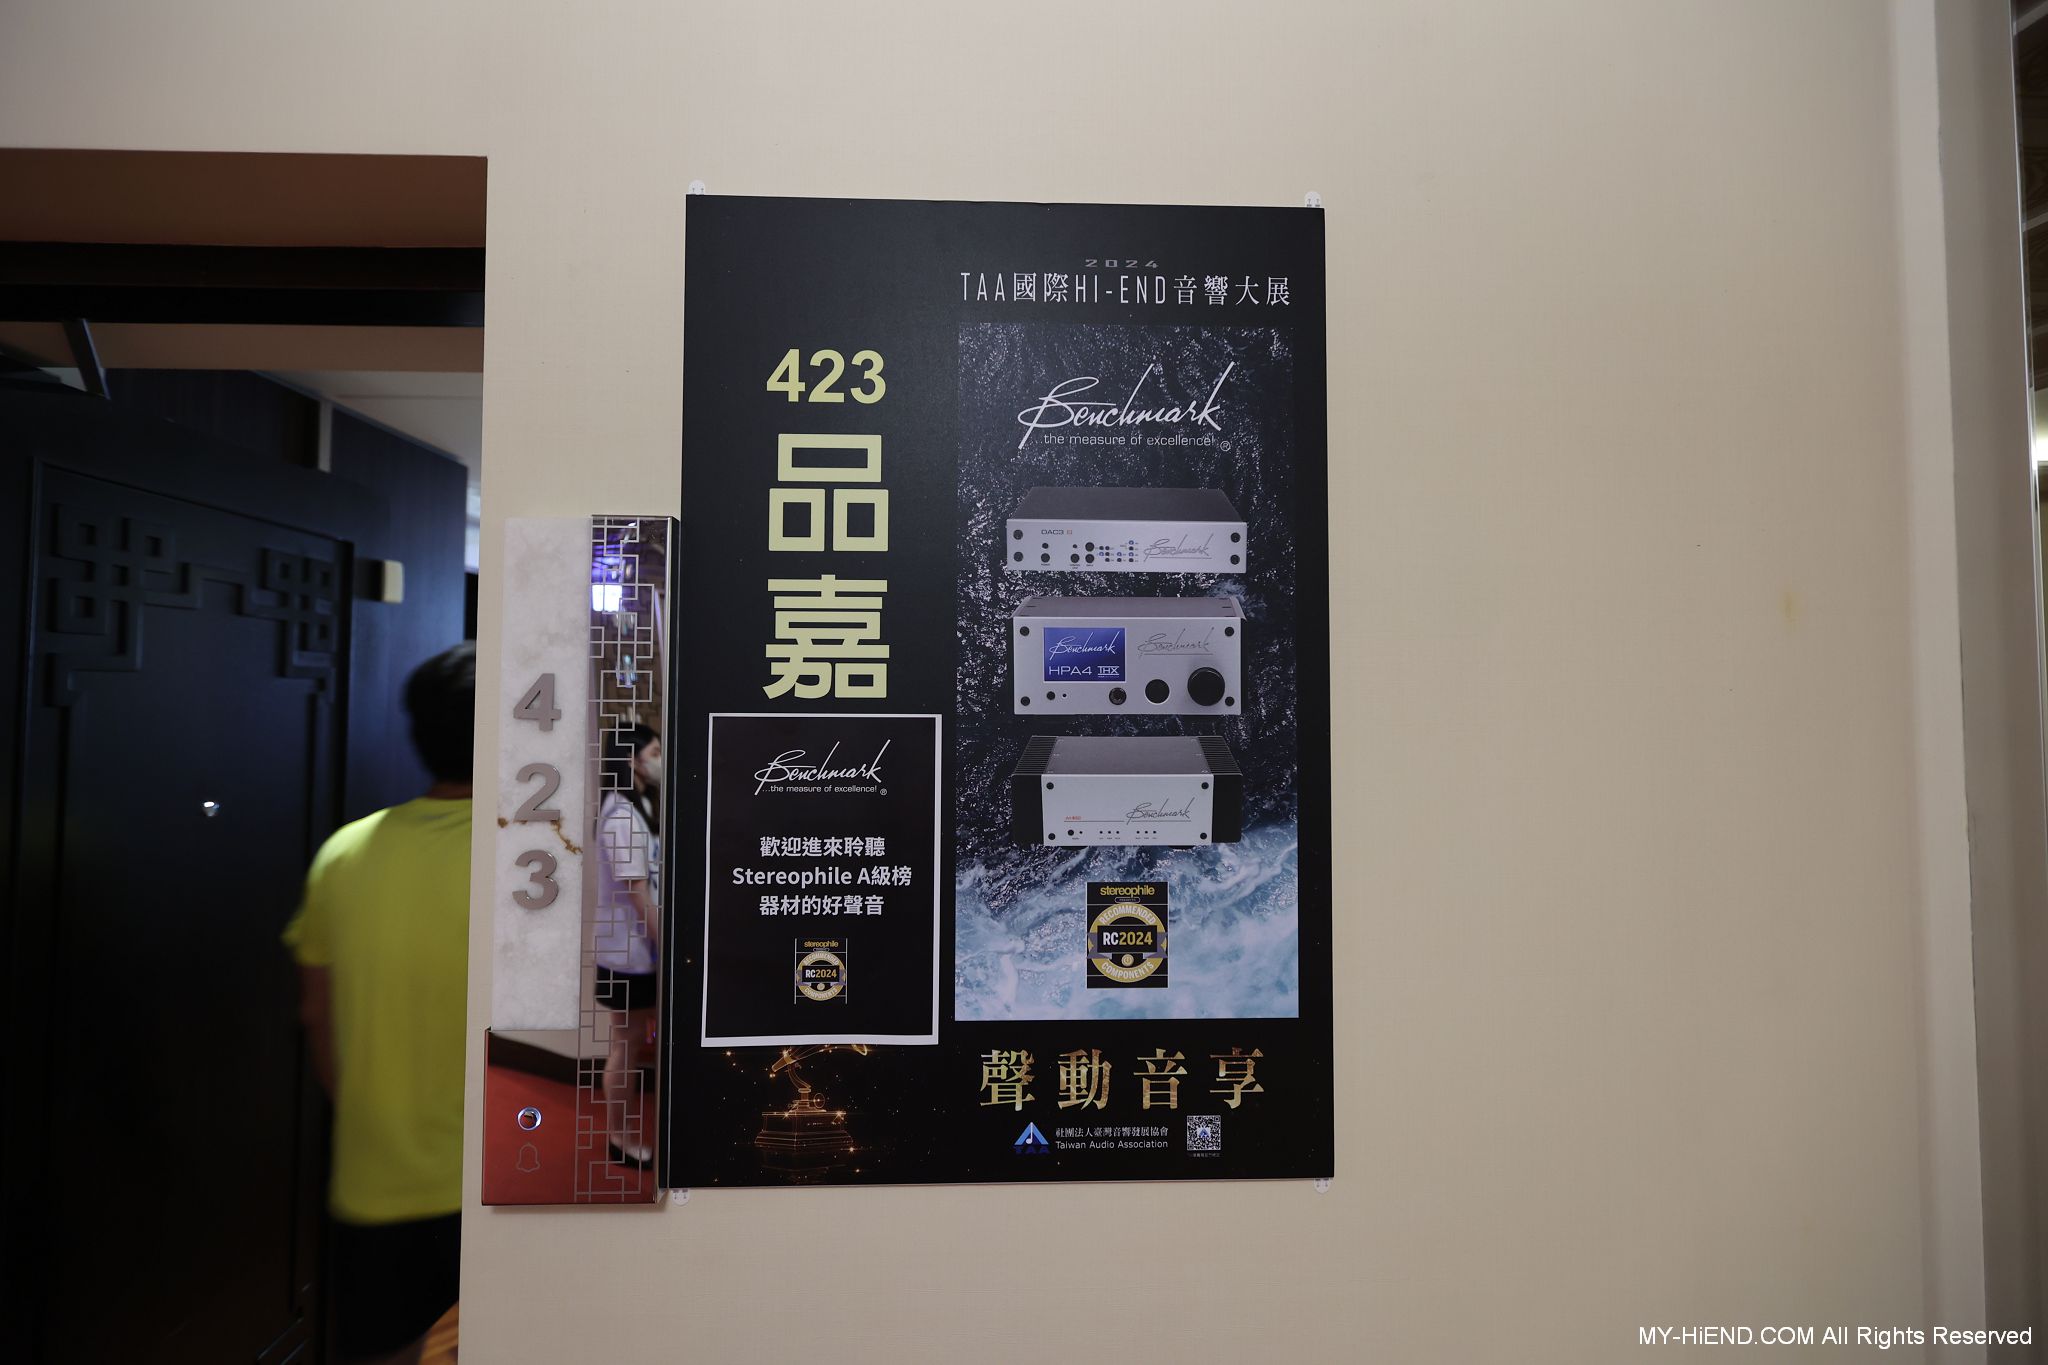 2024
TAA國際HI-END音響大展
423
品
嘉
Benchmark
...the measure of excellence!®
DAC3
Benchmark
Benchmark
HPA4 THX
Benchmark
Benchmark
stereophile
RECOMMENDED
RC2024
COMPONENTS
Benchmark
...the measure of excellence!®
歡迎進來聆聽
Stereophile A級榜
器材的好聲音
stereophile
RECOMMENDED
RC2024
COMPONENTS
聲動音享
TAA
社團法人臺灣音響發展協會
Taiwan Audio Association
4
2
3
MY-HiEND.COM All Rights Reserved